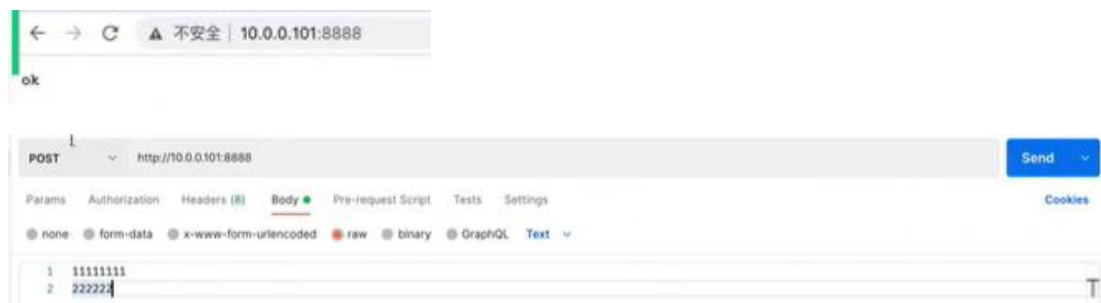 不安全 10.0.0.101:8888
ok
POST http://10.0.0.101:8888 Send
Params Authorization Headers (8) Body Pre-request Script Tests Settings Cookies
none form-data x-www-form-urlencoded raw binary GraphQL Text
1 11111111
2 222222
T